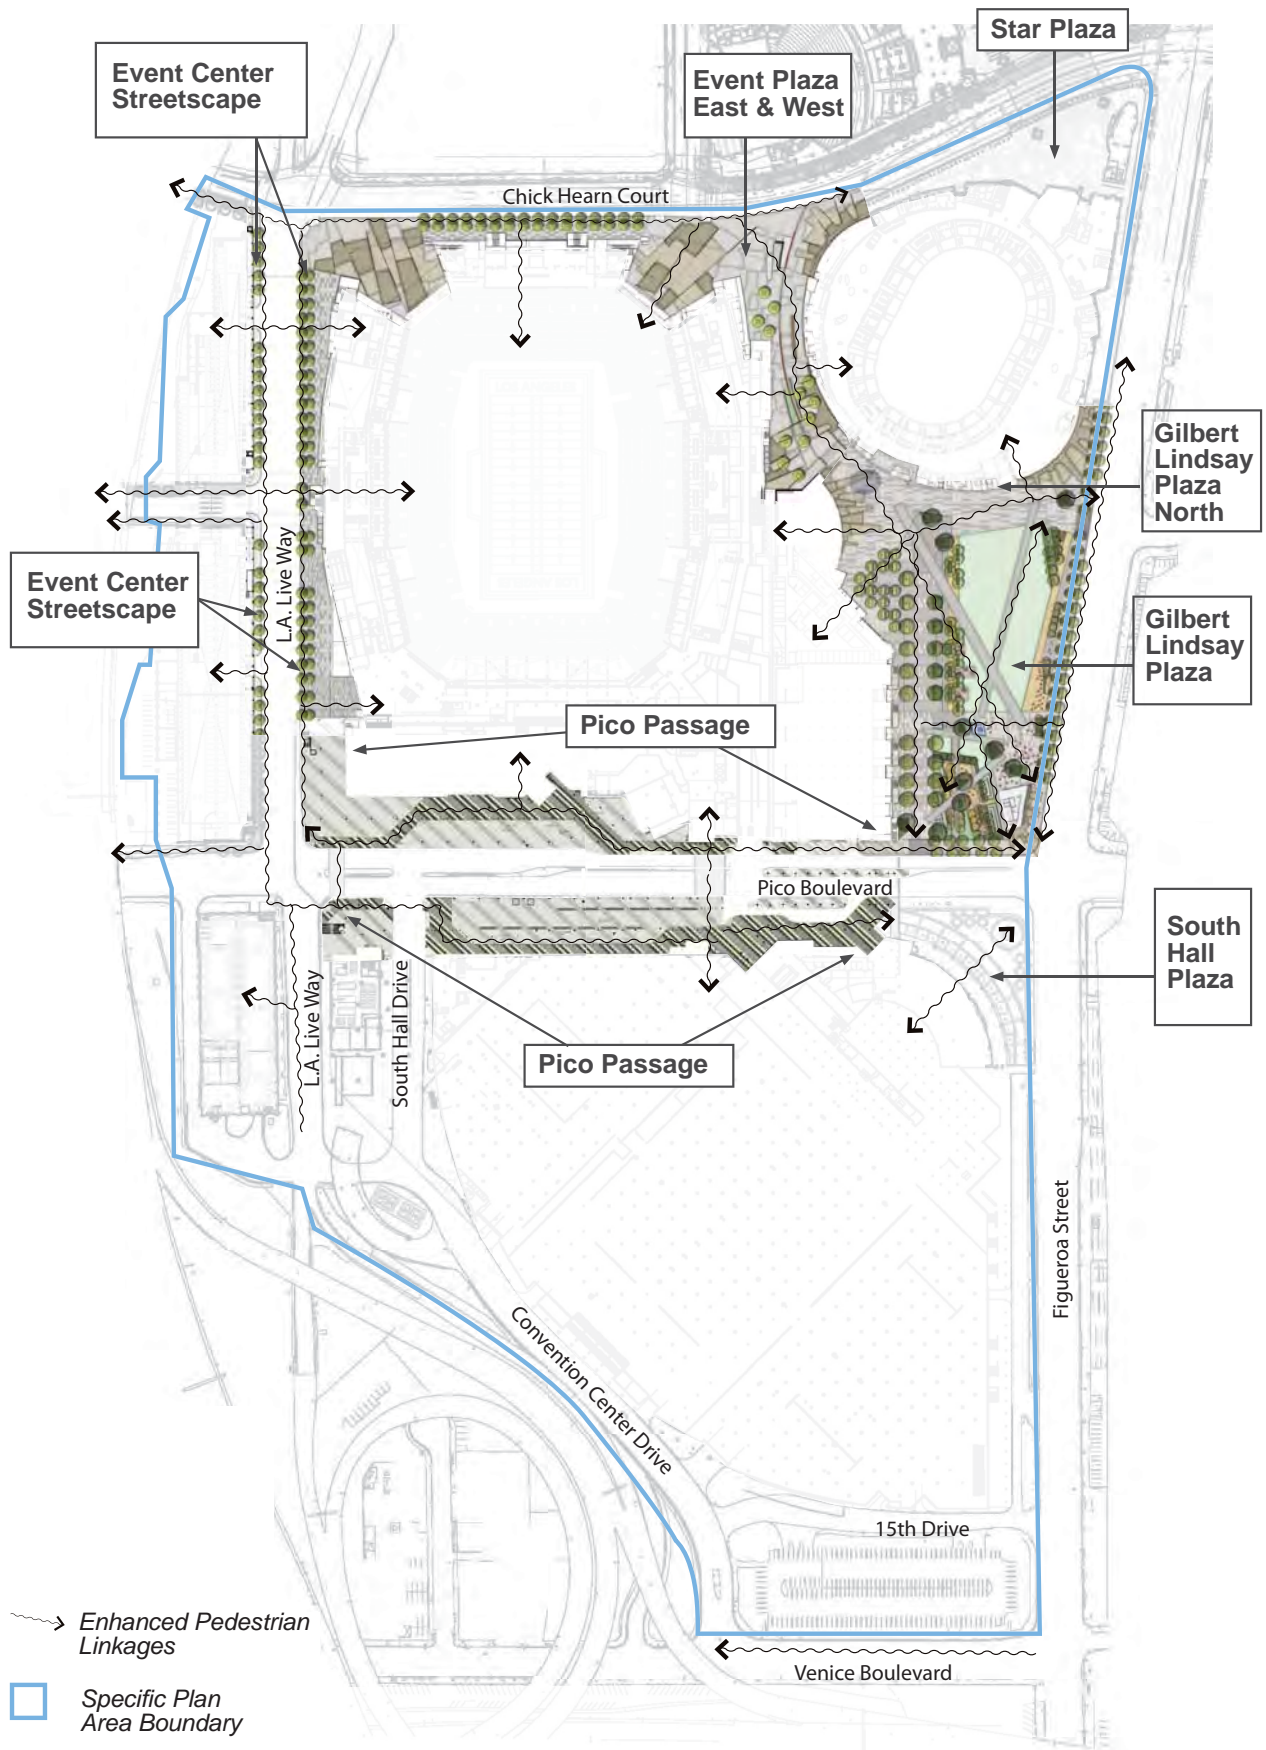 Star Plaza
Event Center
Streetscape
Event Plaza
East & West
Chick Hearn Court
Gilbert
Lindsay
Plaza
North
L.A. Live Way
Event Center
Streetscape
Gilbert
Lindsay
Plaza
Pico Passage
Pico Boulevard
South
Hall
Plaza
L.A. Live Way
South Hall Drive
Pico Passage
Figueroa Street
Convention Center Drive
15th Drive
Enhanced Pedestrian
Linkages
Venice Boulevard
Specific Plan
Area Boundary